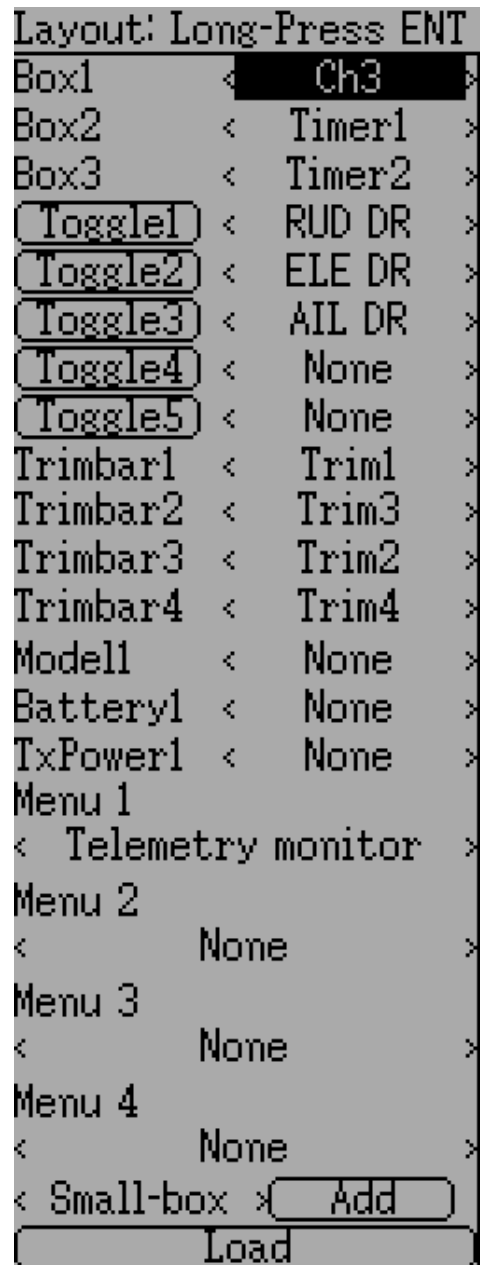 Layout: Long-Press ENT
Box1 < Ch3 >
Box2 < Timer1 >
Box3 < Timer2 >
Toggle1 < RUD DR >
Toggle2 < ELE DR >
Toggle3 < AIL DR >
Toggle4 < None >
Toggle5 < None >
Trimbar1 < Trim1 >
Trimbar2 < Trim3 >
Trimbar3 < Trim2 >
Trimbar4 < Trim4 >
Model1 < None >
Battery1 < None >
TxPower1 < None >
Menu 1
< Telemetry monitor >
Menu 2
< None >
Menu 3
< None >
Menu 4
< None >
< Small-box > Add
Load